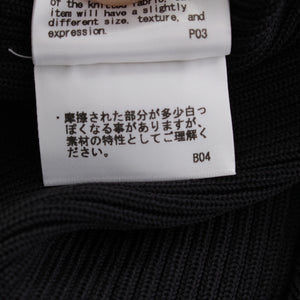 of the knitted fabric,
item will have a slightly
different size, texture, and
expression.
P03
・摩擦された部分が多少白っ
ぽくなる事がありますが、
素材の特性としてご理解く
ださい。
B04